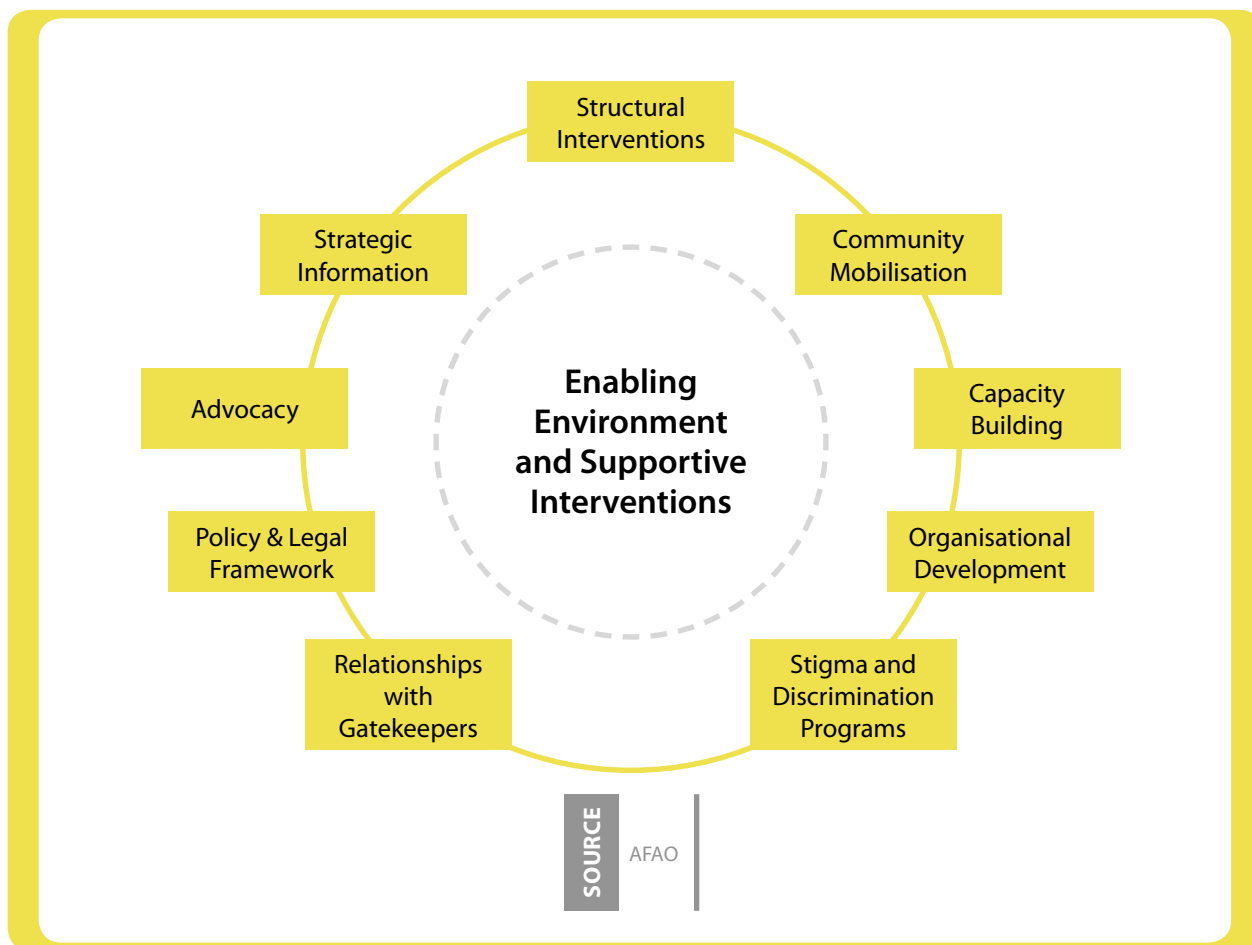 Structural
Interventions
Strategic
Information
Community
Mobilisation
Enabling
Environment
and Supportive
Interventions
Advocacy
Capacity
Building
Policy & Legal
Framework
Organisational
Development
Relationships
with
Gatekeepers
Stigma and
Discrimination
Programs
SOURCE
AFAO